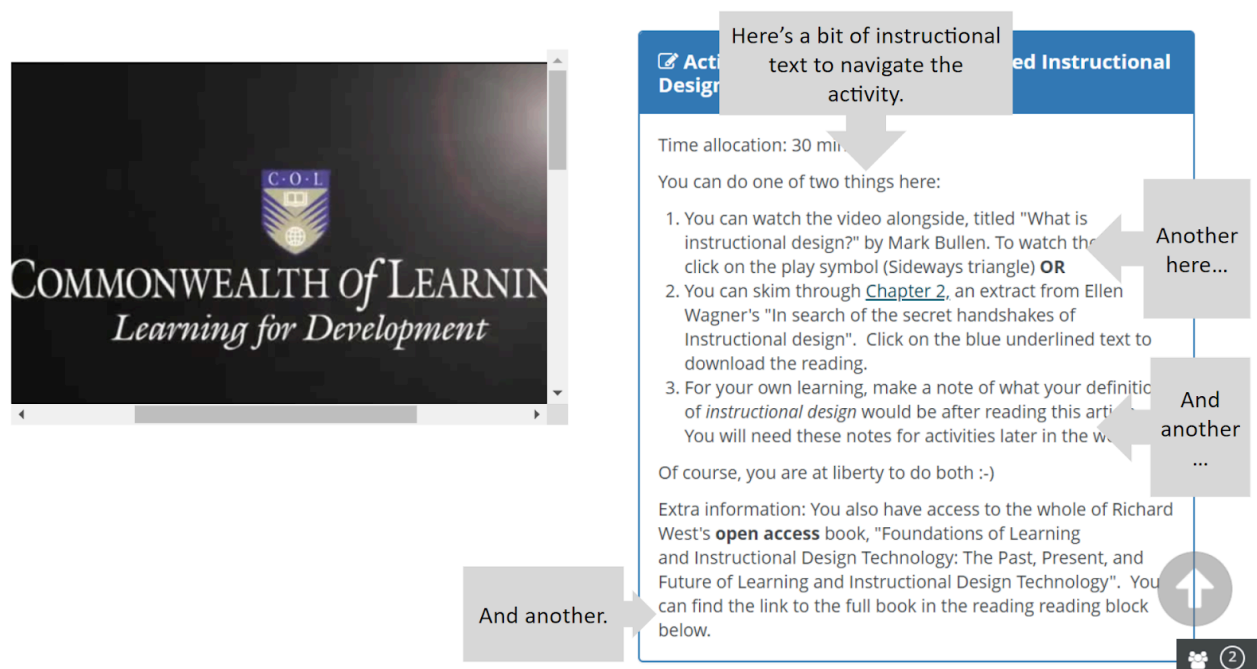 C·O·L
COMMONWEALTH of LEARNIN
Learning for Development
Here's a bit of instructional
text to navigate the
activity.
Acti
ed Instructional
Desig
Time allocation: 30
You can do one of two things here:
1. You can watch the video alongside, titled "What is
instructional design?" by Mark Bullen. To watch
click on the play symbol (Sideways triangle) OR
2. You can skim through Chapter 2, an extract from Ellen
Wagner's "In search of the secret handshakes of
Instructional design". Click on the blue underlined text to
download the reading.
3. For your own learning, make a note of what your definitio
of instructional design would be after reading this
You will need these notes for activities later in the
Of course, you are at liberty to do both :-)
Extra information: You also have access to the whole of Richard
West's open access book, "Foundations of Learning
and Instructional Design Technology: The Past, Present, and
Future of Learning and Instructional Design Technology". You
can find the link to the full book in the reading reading block
below.
Another
here...
And
another
...
And another.
2